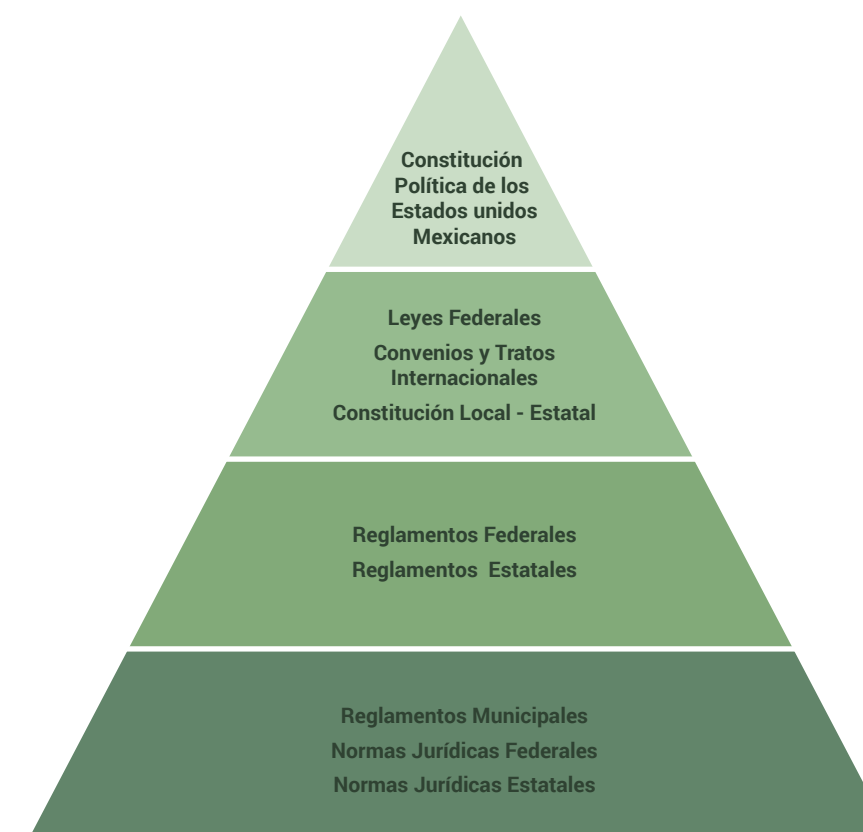 Constitución
Política de los
Estados unidos
Mexicanos
Leyes Federales
Convenios y Tratos
Internacionales
Constitución Local - Estatal
Reglamentos Federales
Reglamentos  Estatales
Reglamentos Municipales
Normas Jurídicas Federales
Normas Jurídicas Estatales